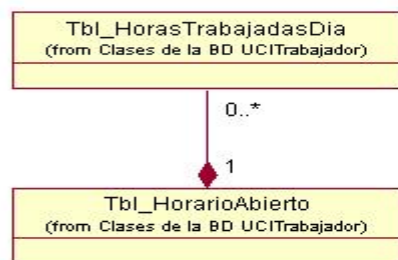 Tbl_HorasTrabajadasDia
(from Clases de la BD UCITrabajador)
0..*
1
Tbl_HorarioAbierto
(from Clases de la BD UCITrabajador)